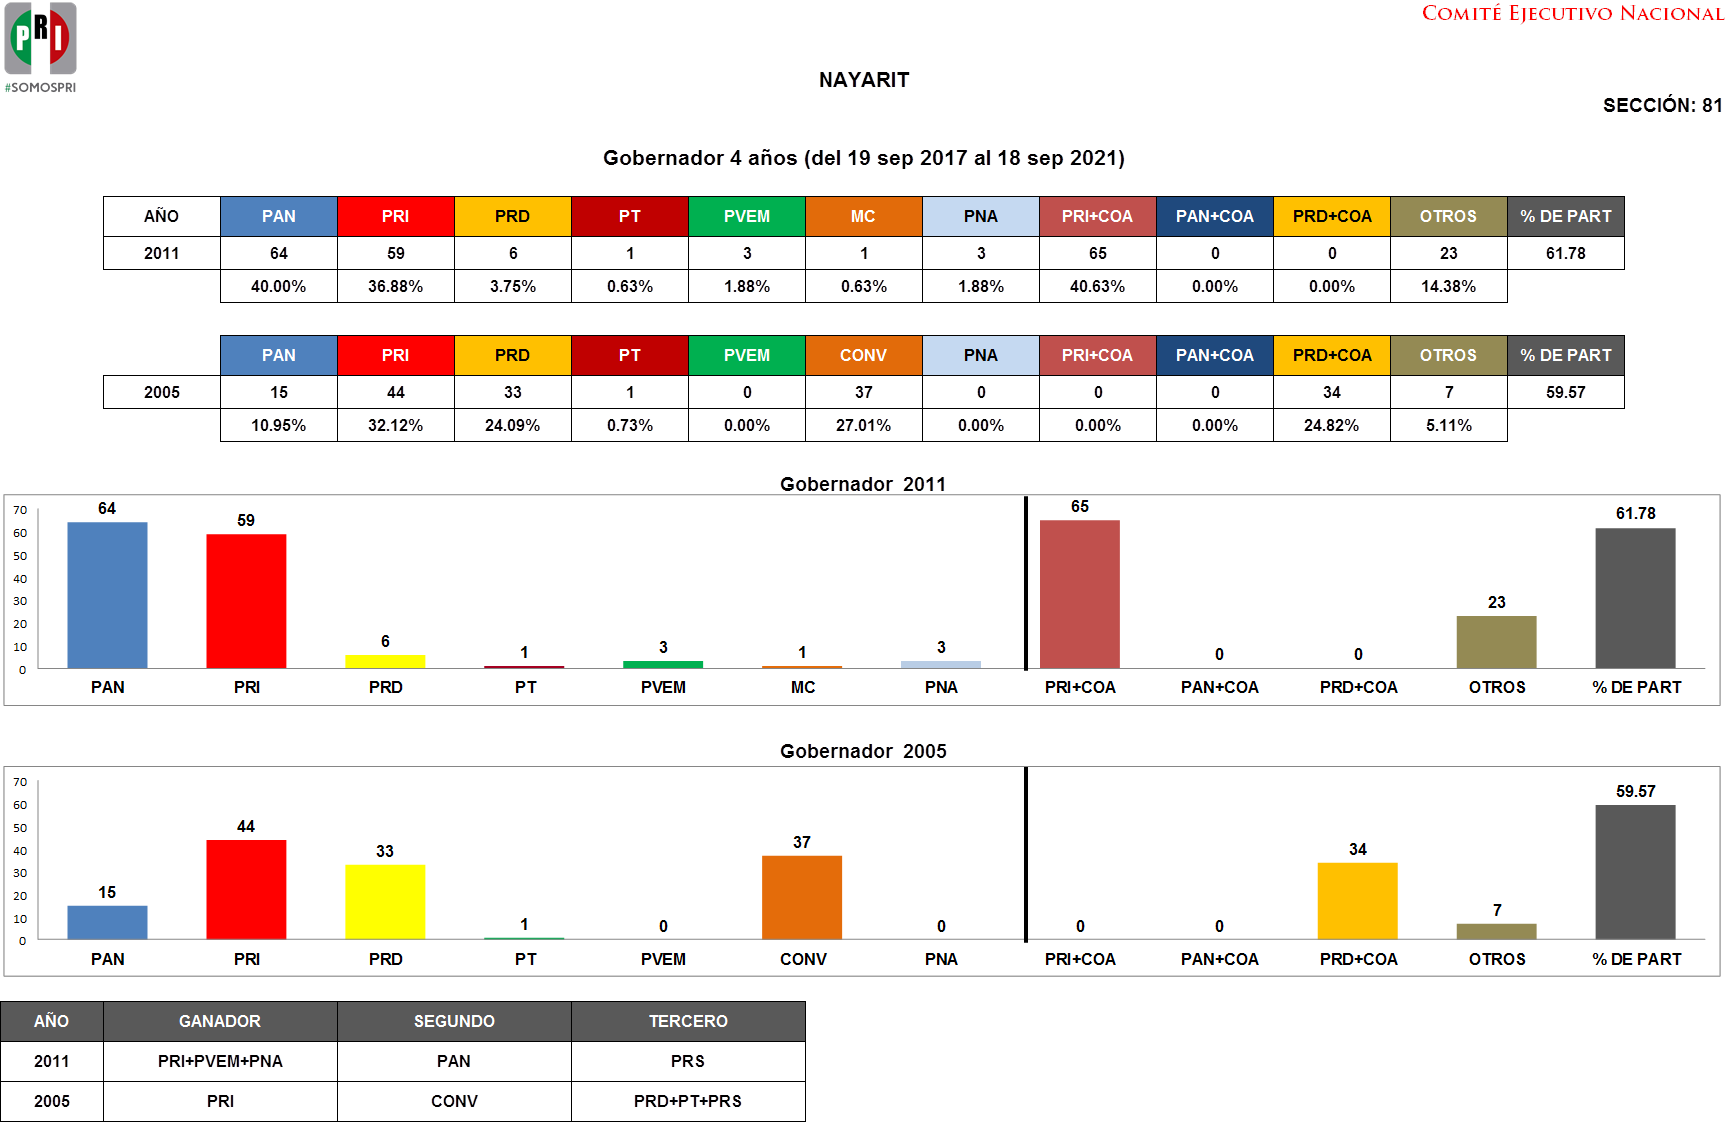 COMITÉ EJECUTIVO NACIONAL
PRI
#SOMOSPRI
NAYARIT
SECCIÓN: 81
Gobernador 4 años (del 19 sep 2017 al 18 sep 2021)
AÑO PAN PRI PRD PT PVEM MC PNA PRI+COA PAN+COA PRD+COA OTROS % DE PART
2011 64 59 6 1 3 1 3 65 0 0 23 61.78
40.00% 36.88% 3.75% 0.63% 1.88% 0.63% 1.88% 40.63% 0.00% 0.00% 14.38%
PAN PRI PRD PT PVEM CONV PNA PRI+COA PAN+COA PRD+COA OTROS % DE PART
2005 15 44 33 1 0 37 0 0 0 34 7 59.57
10.95% 32.12% 24.09% 0.73% 0.00% 27.01% 0.00% 0.00% 0.00% 24.82% 5.11%
Gobernador 2011
70
60
50
40
30
20
10
0
64 59 6 1 3 1 3 65 0 0 23 61.78
PAN PRI PRD PT PVEM MC PNA PRI+COA PAN+COA PRD+COA OTROS % DE PART
Gobernador 2005
70
60
50
40
30
20
10
0
15 44 33 1 0 37 0 0 0 34 7 59.57
PAN PRI PRD PT PVEM CONV PNA PRI+COA PAN+COA PRD+COA OTROS % DE PART
AÑO GANADOR SEGUNDO TERCERO
2011 PRI+PVEM+PNA PAN PRS
2005 PRI CONV PRD+PT+PRS